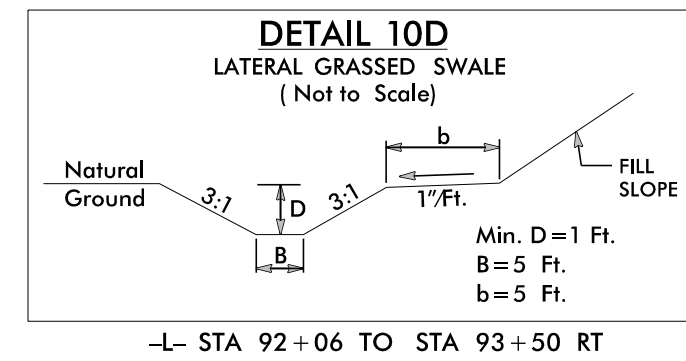 DETAIL 10D
LATERAL GRASSED SWALE
( Not to Scale)
b
Natural
Ground
3:1
D
3:1
1"/Ft.
FILL
SLOPE
B
Min. D=1 Ft.
B=5 Ft.
b=5 Ft.
-L- STA 92+06 TO STA 93+50 RT